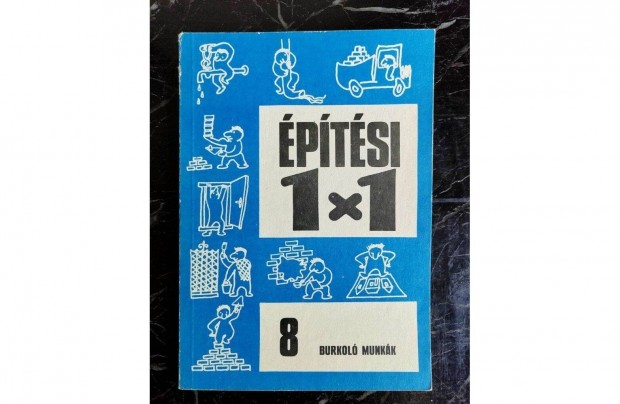 ÉPÍTÉSI
1×1
8 BURKOLÓ MUNKÁK